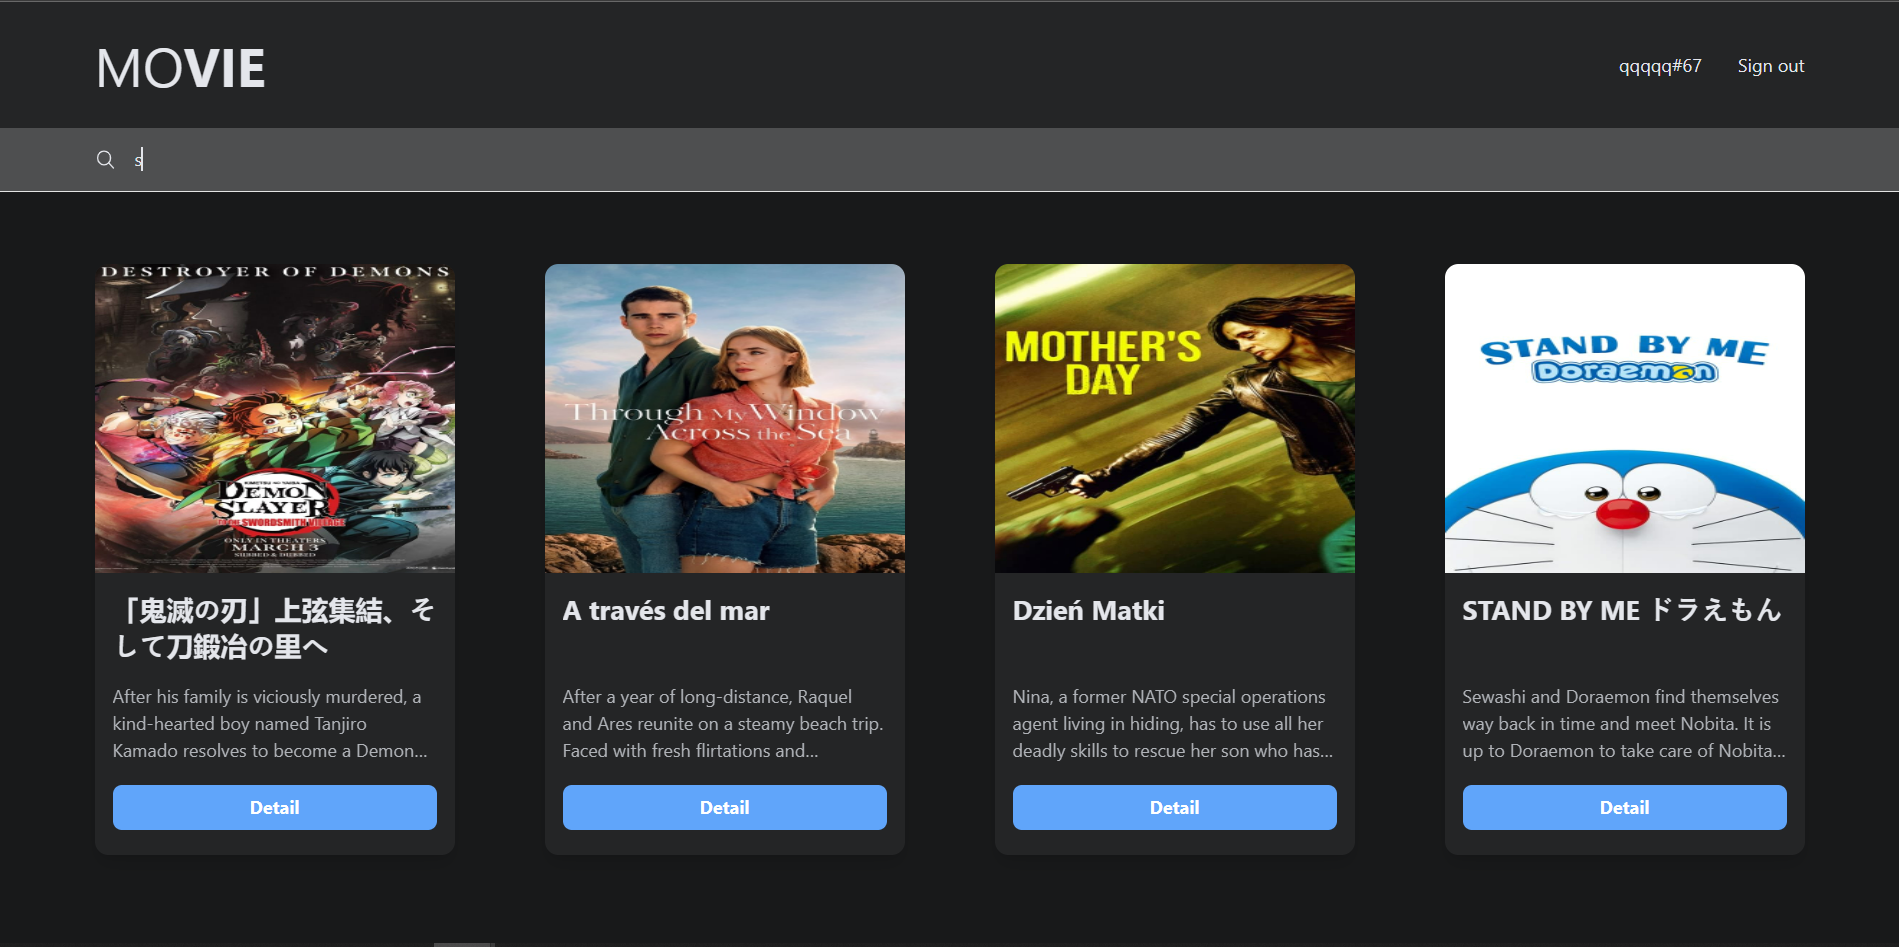 MOVIE
qqqqq#67
Sign out
s
DESTROYER OF DEMONS
KIMETSU NO YAIBA
DEMON
SLAYER
TO THE SWORDSMITH VILLAGE
ONLY IN THEATERS
MARCH 3
SUBBED & DUBBED
「鬼滅の刃」上弦集結、そ
して刀鍛冶の里へ
After his family is viciously murdered, a
kind-hearted boy named Tanjiro
Kamado resolves to become a Demon...
Detail
Through My Window
Across the Sea
A través del mar
After a year of long-distance, Raquel
and Ares reunite on a steamy beach trip.
Faced with fresh flirtations and...
Detail
MOTHER'S
DAY
Dzień Matki
Nina, a former NATO special operations
agent living in hiding, has to use all her
deadly skills to rescue her son who has...
Detail
STAND BY ME
Doraemon
STAND BY ME ドラえもん
Sewashi and Doraemon find themselves
way back in time and meet Nobita. It is
up to Doraemon to take care of Nobita...
Detail